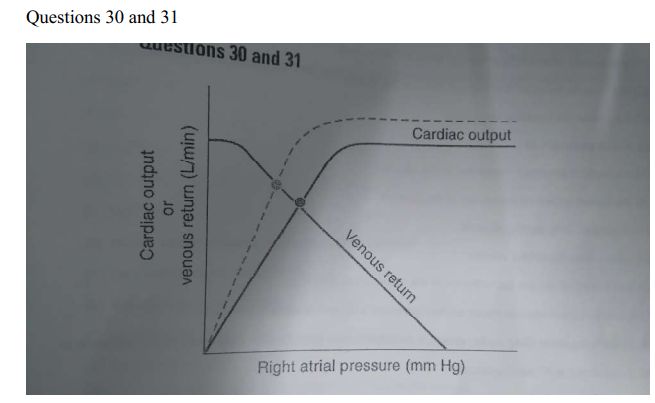 Questions 30 and 31
Questions 30 and 31
Cardiac output
or
venous return (L/min)
Cardiac output
Venous return
Right atrial pressure (mm Hg)